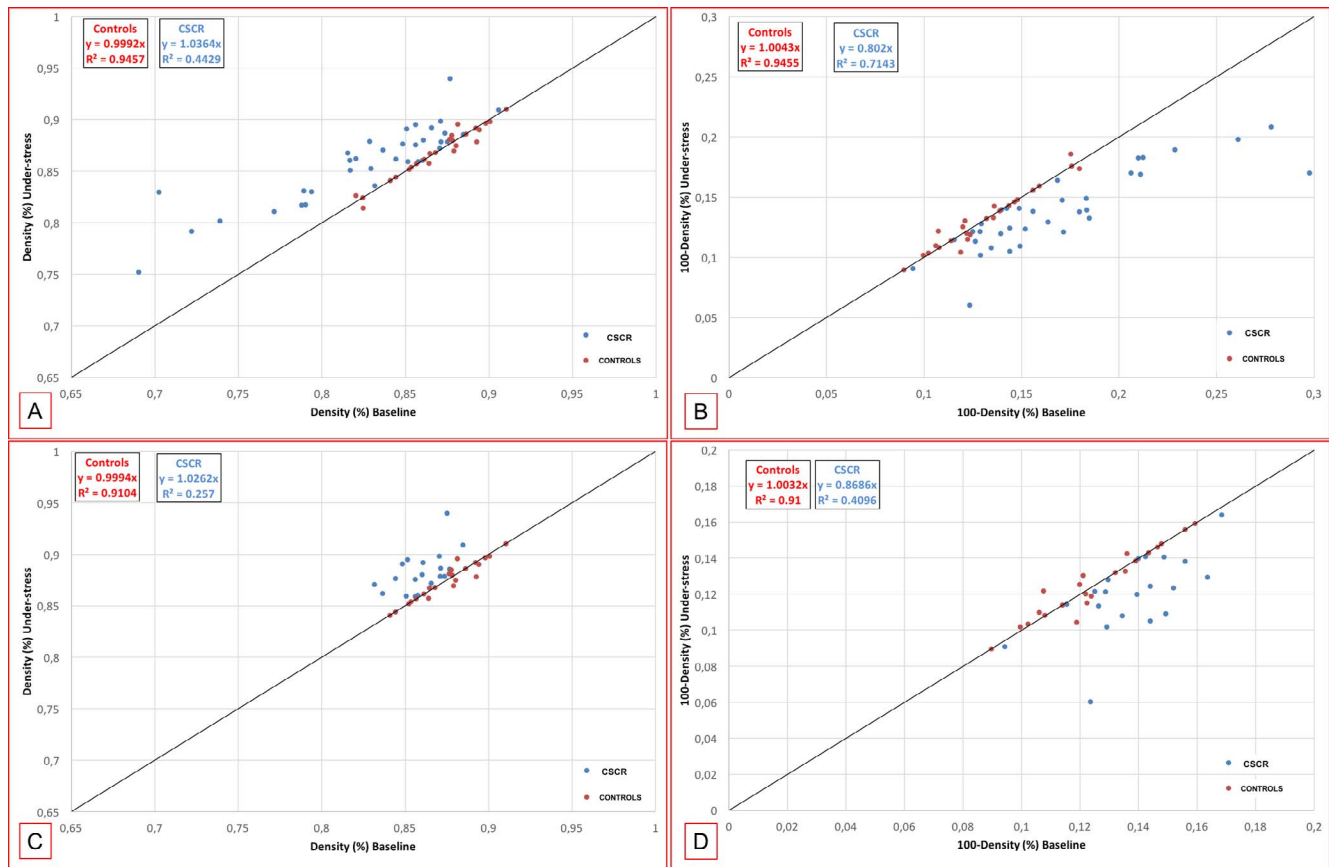 Controls
y = 0.9992x
R² = 0.9457
CSCR
y = 1.0364x
R² = 0.4429
1
0,95
0,9
0,85
0,8
0,75
0,7
0,65
Density (%) Under-stress
0,65
0,7
0,75
0,8
0,85
0,9
0,95
1
Density (%) Baseline
CSCR
CONTROLS
A
Controls
y = 1.0043x
R² = 0.9455
CSCR
y = 0.802x
R² = 0.7143
0,3
0,25
0,2
0,15
0,1
0,05
0
100-Density (%) Under-stress
0
0,05
0,1
0,15
0,2
0,25
0,3
100-Density (%) Baseline
CSCR
CONTROLS
B
Controls
y = 0.9994x
R² = 0.9104
CSCR
y = 1.0262x
R² = 0.257
1
0,95
0,9
0,85
0,8
0,75
0,7
0,65
Density (%) Under-stress
0,65
0,7
0,75
0,8
0,85
0,9
0,95
1
Density (%) Baseline
CSCR
CONTROLS
C
Controls
y = 1.0032x
R² = 0.91
CSCR
y = 0.8686x
R² = 0.4096
0,2
0,18
0,16
0,14
0,12
0,1
0,08
0,06
0,04
0,02
0
100-Density (%) Under-stress
0
0,02
0,04
0,06
0,08
0,1
0,12
0,14
0,16
0,18
0,2
100-Density (%) Baseline
CSCR
CONTROLS
D